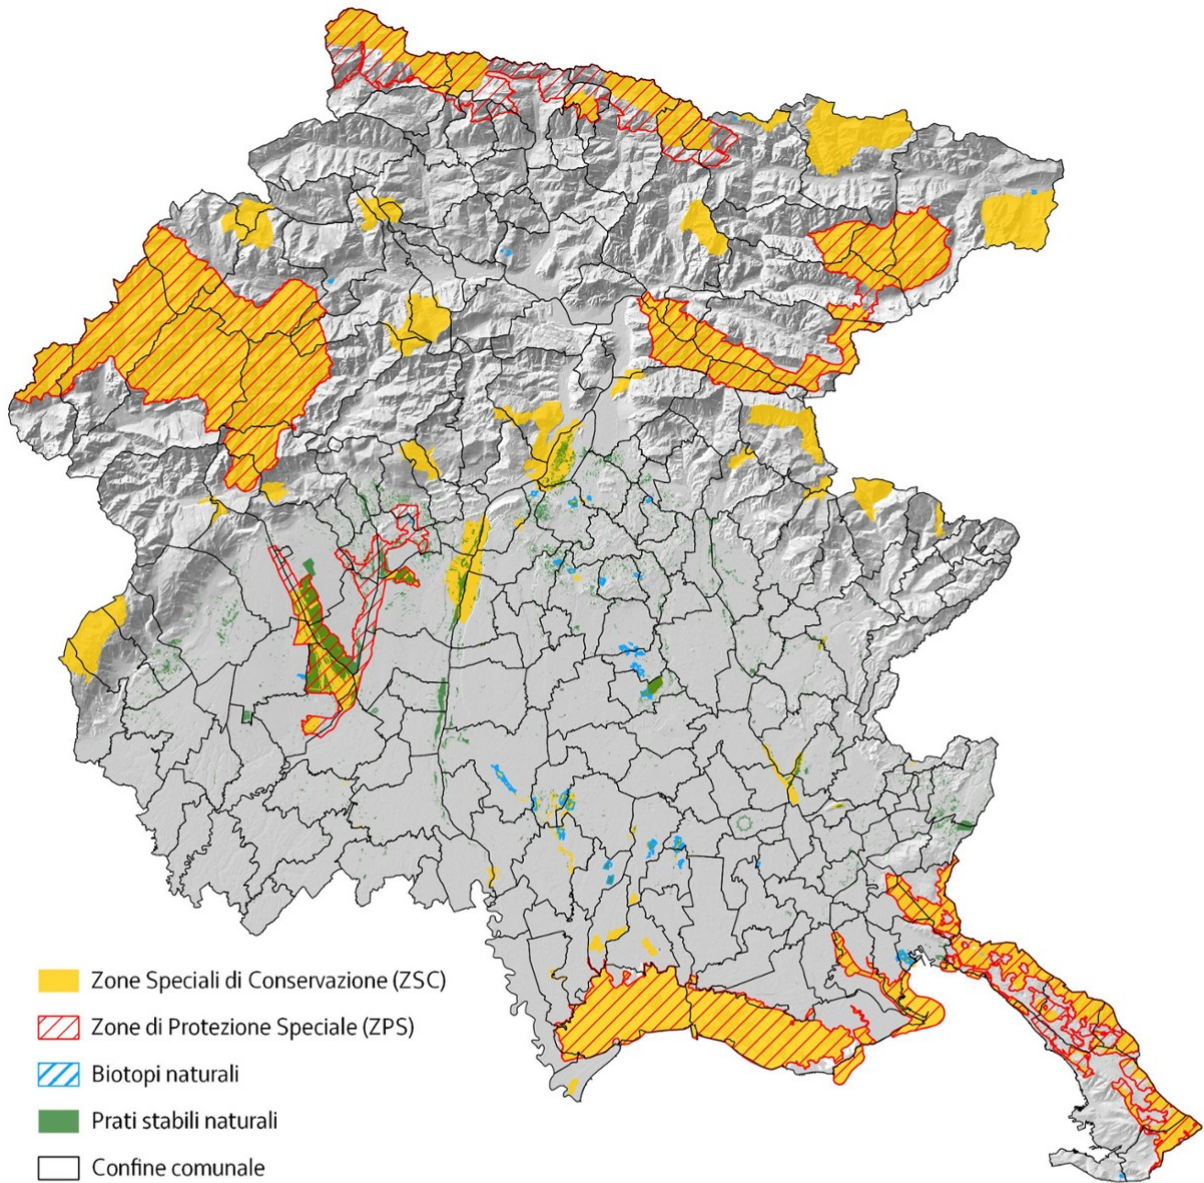 Zone Speciali di Conservazione (ZSC)
Zone di Protezione Speciale (ZPS)
Biotopi naturali
Prati stabili naturali
Confine comunale